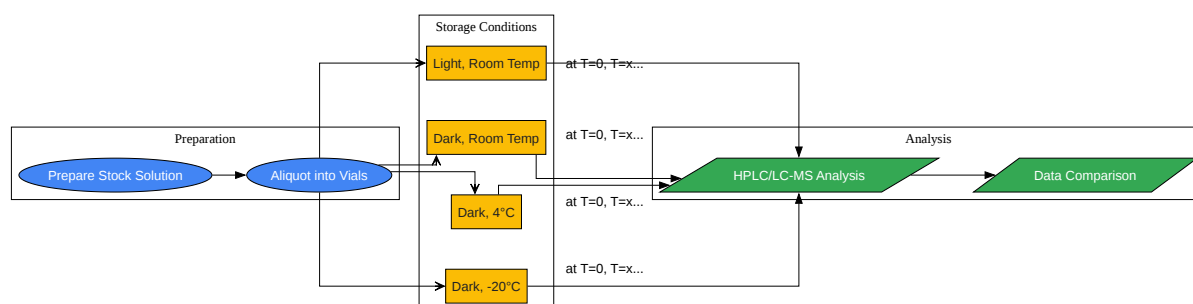 Storage Conditions
Light, Room Temp
at T=0, T=x...
Preparation
Dark, Room Temp
at T=0, T=x...
Analysis
Prepare Stock Solution
Aliquot into Vials
HPLC/LC-MS Analysis
Data Comparison
Dark, 4°C
at T=0, T=x...
Dark, -20°C
at T=0, T=x...